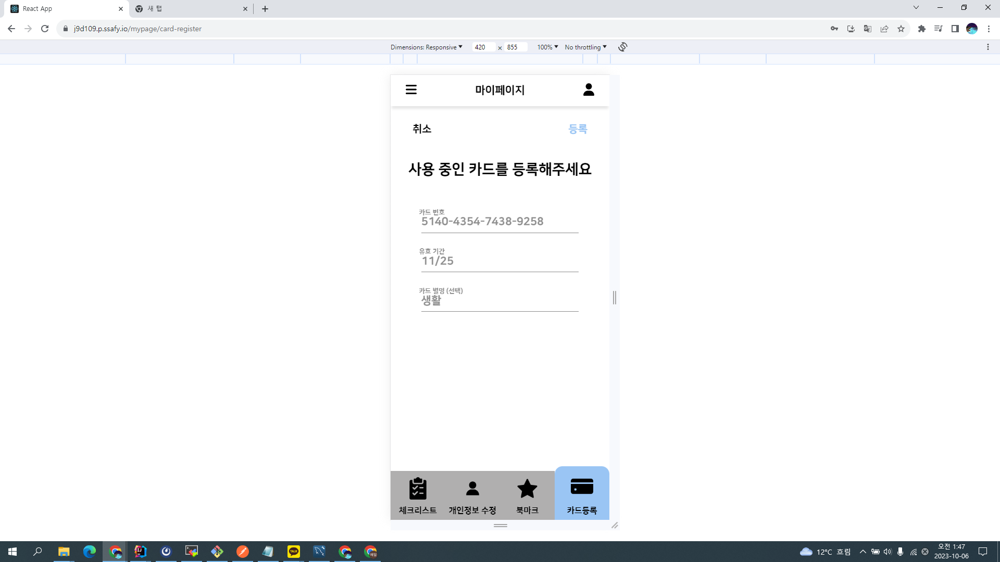 React App
새 탭
j9d109.p.ssafy.io/mypage/card-register
Dimensions: Responsive 420 × 855 100% No throttling
마이페이지
취소 등록
사용 중인 카드를 등록해주세요
카드 번호
5140-4354-7438-9258
유효 기간
11/25
카드 별명 (선택)
생활
체크리스트 개인정보 수정 북마크 카드등록
12°C 흐림
오전 1:47
2023-10-06